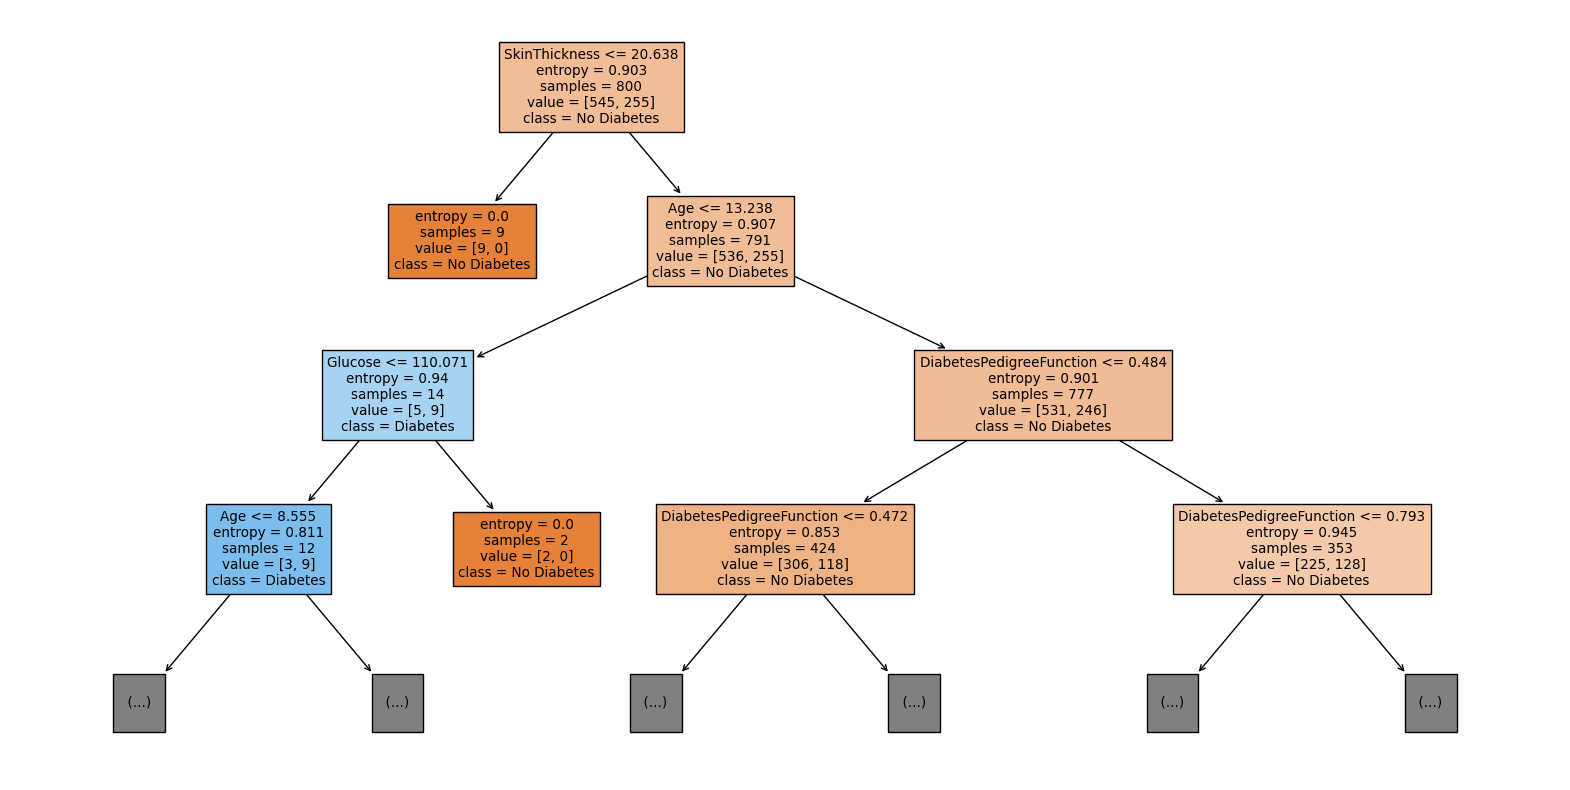 SkinThickness <= 20.638
entropy = 0.903
samples = 800
value = [545, 255]
class = No Diabetes
entropy = 0.0
samples = 9
value = [9, 0]
class = No Diabetes
Age <= 13.238
entropy = 0.907
samples = 791
value = [536, 255]
class = No Diabetes
Glucose <= 110.071
entropy = 0.94
samples = 14
value = [5, 9]
class = Diabetes
DiabetesPedigreeFunction <= 0.484
entropy = 0.901
samples = 777
value = [531, 246]
class = No Diabetes
Age <= 8.555
entropy = 0.811
samples = 12
value = [3, 9]
class = Diabetes
entropy = 0.0
samples = 2
value = [2, 0]
class = No Diabetes
DiabetesPedigreeFunction <= 0.472
entropy = 0.853
samples = 424
value = [306, 118]
class = No Diabetes
DiabetesPedigreeFunction <= 0.793
entropy = 0.945
samples = 353
value = [225, 128]
class = No Diabetes
(...)
(...)
(...)
(...)
(...)
(...)